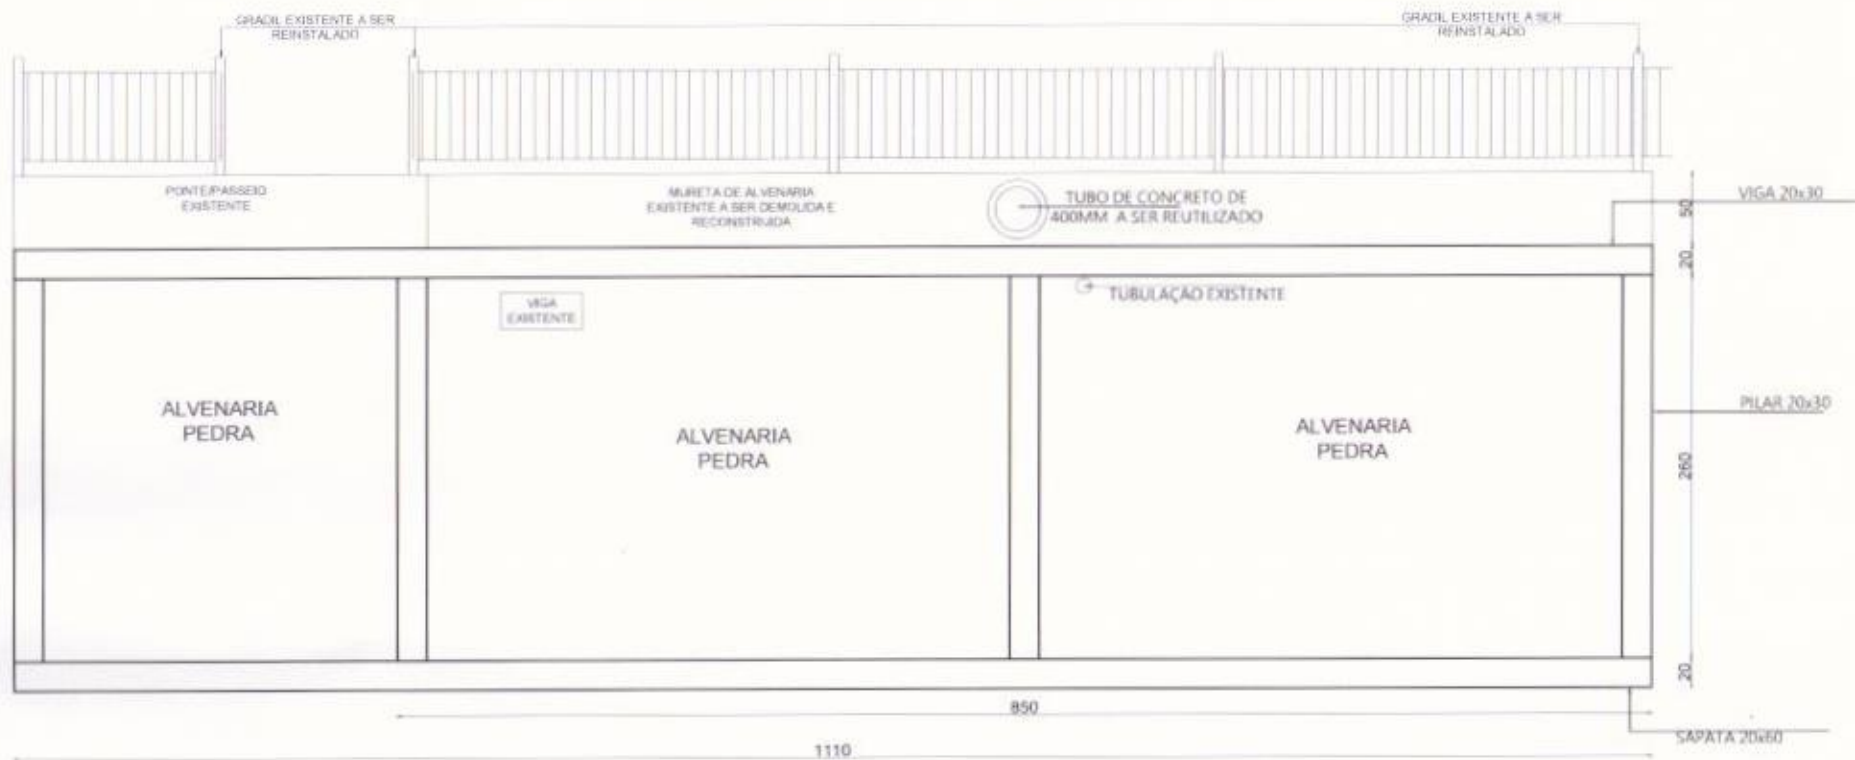 GRADIL EXISTENTE A SER
REINSTALADO
GRADIL EXISTENTE A SER
REINSTALADO
PONTE/PASSEIO
EXISTENTE
MURETA DE ALVENARIA
EXISTENTE A SER DEMOLIDA E
RECONSTRUIDA
TUBO DE CONCRETO DE
400MM A SER REUTILIZADO
VIGA 20x30
50
20
VIGA
EXISTENTE
TUBULAÇÃO EXISTENTE
ALVENARIA
PEDRA
ALVENARIA
PEDRA
ALVENARIA
PEDRA
PILAR 20x30
260
20
850
SAPATA 20x60
1110